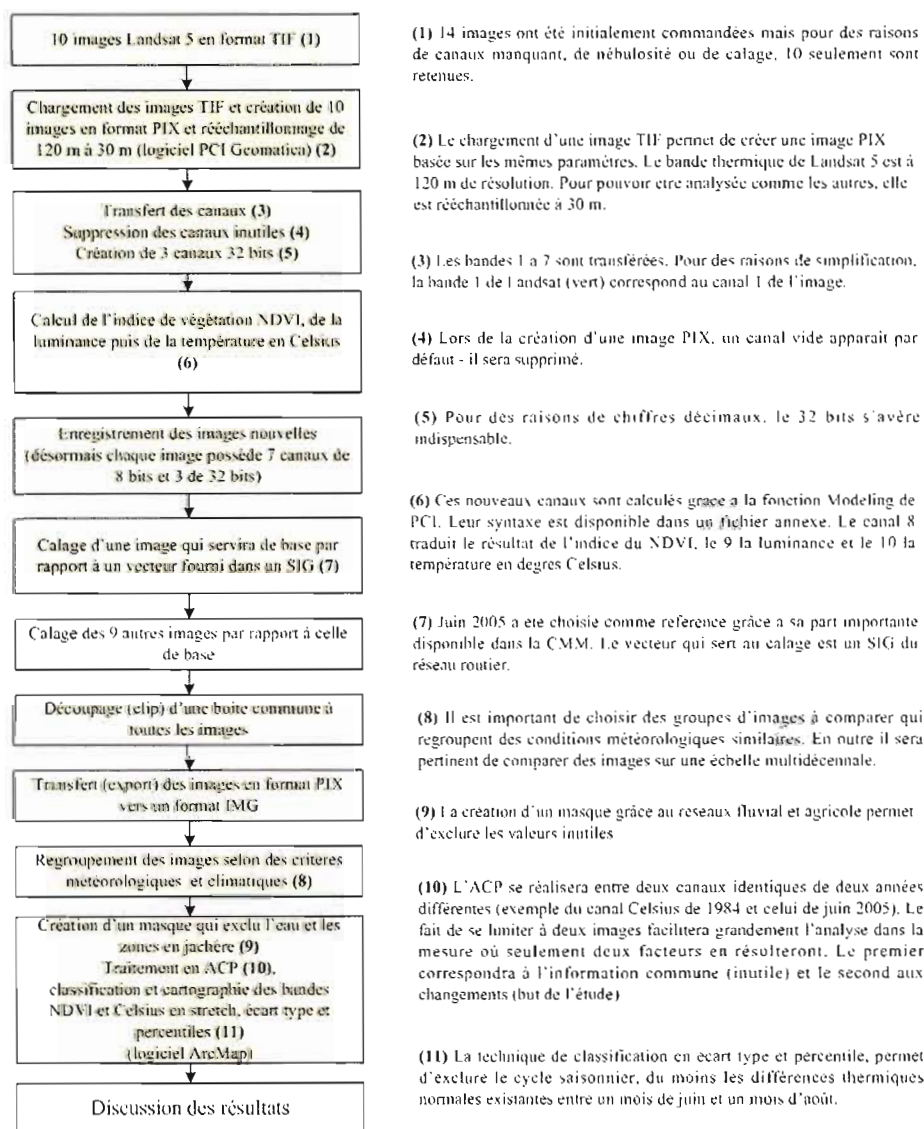 10 images Landsat 5 en format TIF (1)
Chargement des images TIF et création de 10
images en format PIX et rééchantillonnage de
120 m à 30 m (logiciel PCI Geomatica) (2)
Transfert des canaux (3)
Suppression des canaux inutiles (4)
Création de 3 canaux 32 bits (5)
Calcul de l'indice de végétation NDVI, de la
luminance puis de la température en Celsius
(6)
Enregistrement des images nouvelles
(désormais chaque image possède 7 canaux de
8 bits et 3 de 32 bits)
Calage d'une image qui servira de base par
rapport à un vecteur fourni dans un SIG (7)
Calage des 9 autres images par rapport à celle
de base
Découpage (clip) d'une boite commune à
toutes les images
Transfert (export) des images en format PIX
vers un format IMG
Regroupement des images selon des critères
météorologiques et climatiques (8)
Création d'un masque qui exclu l'eau et les
zones en jachère (9)
Traitement en ACP (10),
classification et cartographie des bandes
NDVI et Celsius en stretch, écart type et
percentiles (11)
(logiciel ArcMap)
Discussion des résultats
(1) 14 images ont été initialement commandées mais pour des raisons
de canaux manquant, de nébulosité ou de calage, 10 seulement sont
retenues.
(2) Le chargement d'une image TIF permet de créer une image PIX
basée sur les mêmes paramètres. Le bande thermique de Landsat 5 est à
120 m de résolution. Pour pouvoir etre analysée comme les autres, elle
est rééchantillonnée à 30 m.
(3) Les bandes 1 a 7 sont transférées. Pour des raisons de simplification,
la bande 1 de Landsat (vert) correspond au canal 1 de l'image.
(4) Lors de la création d'une image PIX, un canal vide apparait par
défaut - il sera supprimé.
(5) Pour des raisons de chiffres décimaux, le 32 bits s'avère
indispensable.
(6) Ces nouveaux canaux sont calculés grace a la fonction Modeling de
PCI. Leur syntaxe est disponible dans un fichier annexe. Le canal 8
traduit le résultat de l'indice du NDVI, le 9 la luminance et le 10 la
température en degres Celsius.
(7) Juin 2005 a eté choisie comme reference grâce a sa part importante
disponible dans la CMM. Le vecteur qui sert au calage est un SIG du
réseau routier.
(8) Il est important de choisir des groupes d'images à comparer qui
regroupent des conditions météorologiques similaires. En outre il sera
pertinent de comparer des images sur une échelle multidécennale.
(9) La création d'un masque grâce au reseaux fluvial et agricole permet
d'exclure les valeurs inutiles
(10) L'ACP se réalisera entre deux canaux identiques de deux années
différentes (exemple du canal Celsius de 1984 et celui de juin 2005). Le
fait de se limiter à deux images facilitera grandement l'analyse dans la
mesure où seulement deux facteurs en résulteront. Le premier
correspondra à l'information commune (inutile) et le second aux
changements (but de l'étude)
(11) La technique de classification en écart type et percentile, permet
d'exclure le cycle saisonnier, du moins les différences thermiques
normales existantes entre un mois de juin et un mois d'août.